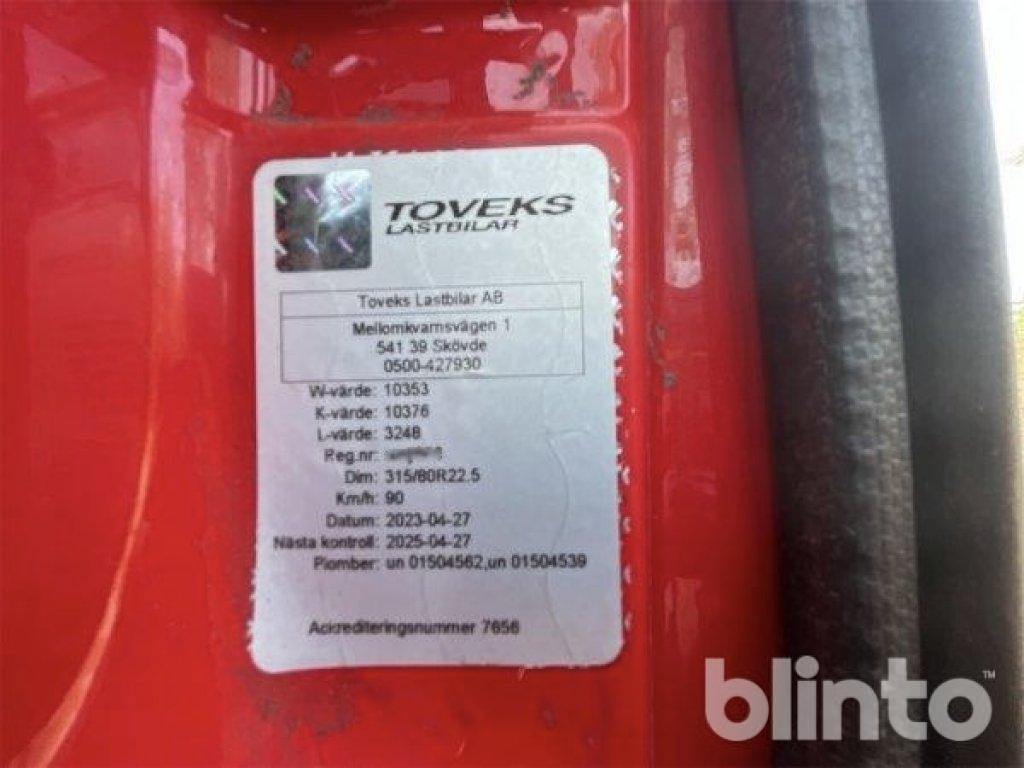 TOVEKS
LASTBILAR
Toveks Lastbilar AB
Mellomkvarnsvägen 1
541 39 Skövde
0500-427930
W-värde: 10353
K-värde: 10376
L-värde: 3248
Reg.nr:
Dim: 315/80R22.5
Km/h: 90
Datum: 2023-04-27
Nästa kontroll: 2025-04-27
Plomber: un 01504562,un 01504539
Ackrediteringsnummer 7656
blinto™